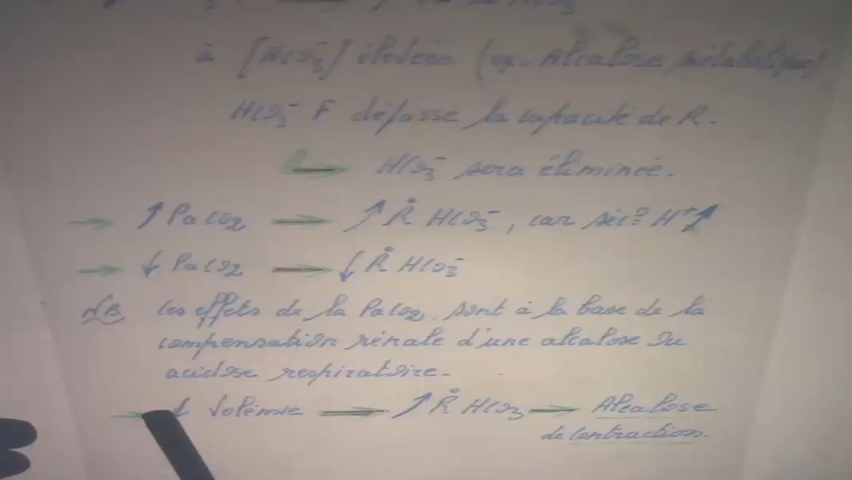 à [HCO3-] élevées (ex: Alcalose métabolique)
HCO3- F dépasse la capacité de R.
HCO3- sera éliminée.
→ ↑ PaCO2 → ↑ R° HCO3-, car séc° H+ ↑
→ ↓ PaCO2 → ↓ R° HCO3-
NB les effets de la PaCO2 sont à la base de la
compensation rénale d'une alcalose ou
acidose respiratoire.
→ ↓ Volémie → ↑ R° HCO3 → Alcalose
de contraction.